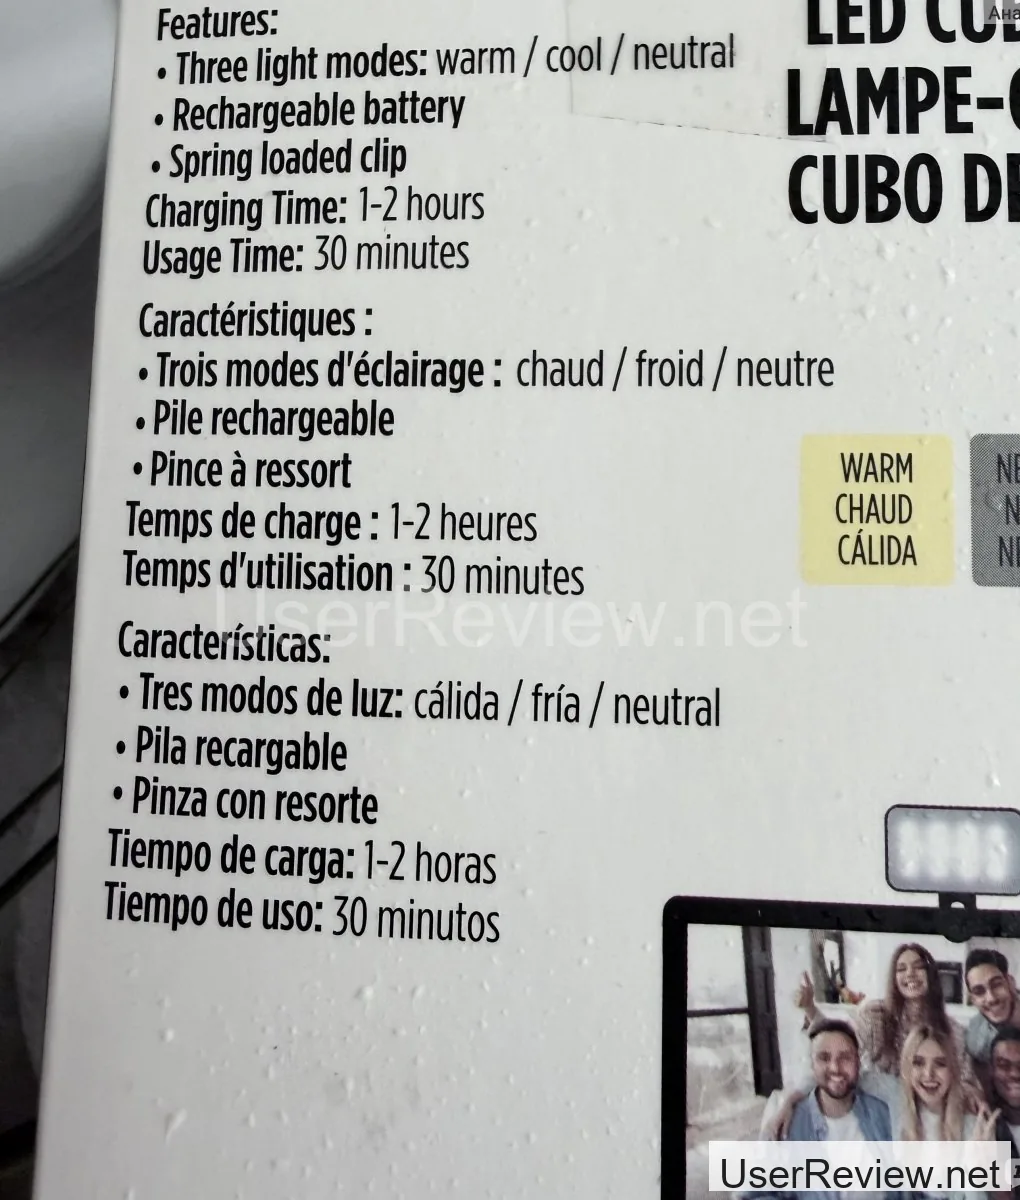 Features:
• Three light modes: warm / cool / neutral
• Rechargeable battery
• Spring loaded clip
Charging Time: 1-2 hours
Usage Time: 30 minutes
Caractéristiques :
• Trois modes d'éclairage : chaud / froid / neutre
• Pile rechargeable
• Pince à ressort
Temps de charge : 1-2 heures
Temps d'utilisation : 30 minutes
Características:
• Tres modos de luz: cálida / fría / neutral
• Pila recargable
• Pinza con resorte
Tiempo de carga: 1-2 horas
Tiempo de uso: 30 minutos
LED
LAMPE-
CUBO
WARM
CHAUD
CÁLIDA
UserReview.net
UserReview.net